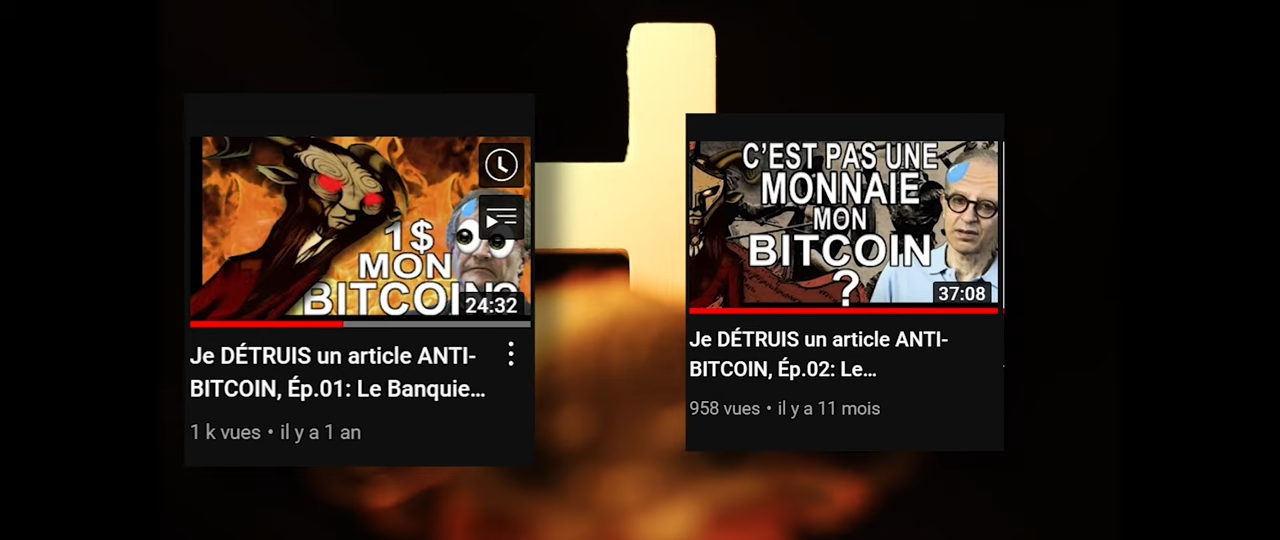 1$
MON
BITCOIN?
24:32
Je DÉTRUIS un article ANTI-
BITCOIN, Ép.01: Le Banquie...
1 k vues • il y a 1 an
C'EST PAS UNE
MONNAIE
MON
BITCOIN
?
37:08
Je DÉTRUIS un article ANTI-
BITCOIN, Ép.02: Le...
958 vues • il y a 11 mois